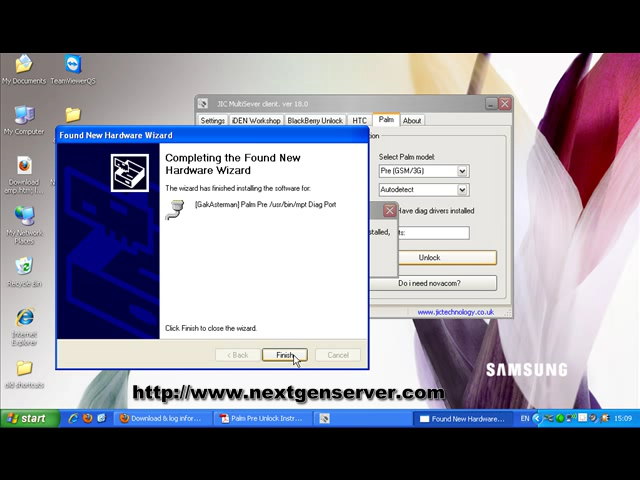 My Documents
TeamViewerQS
My Computer
Download
My Network
Places
Recycle Bin
Internet
Explorer
old shortcuts
JIC MultiSever client. ver 18.0
Settings
iDEN Workshop
BlackBerry Unlock
HTC
Palm
About
Select Palm model:
Pre (GSM/3G)
Autodetect
Have diag drivers installed
Unlock
Do i need novacom?
www.jictechnology.co.uk
Found New Hardware Wizard
Completing the Found New
Hardware Wizard
The wizard has finished installing the software for:
[GakAsterman] Palm Pre /usr/bin/mpt Diag Port
Click Finish to close the wizard.
< Back
Finish
Cancel
SAMSUNG
http://www.nextgenserver.com
start
Download & log infor...
Palm Pre Unlock Instr...
Found New Hardware...
EN
15:09